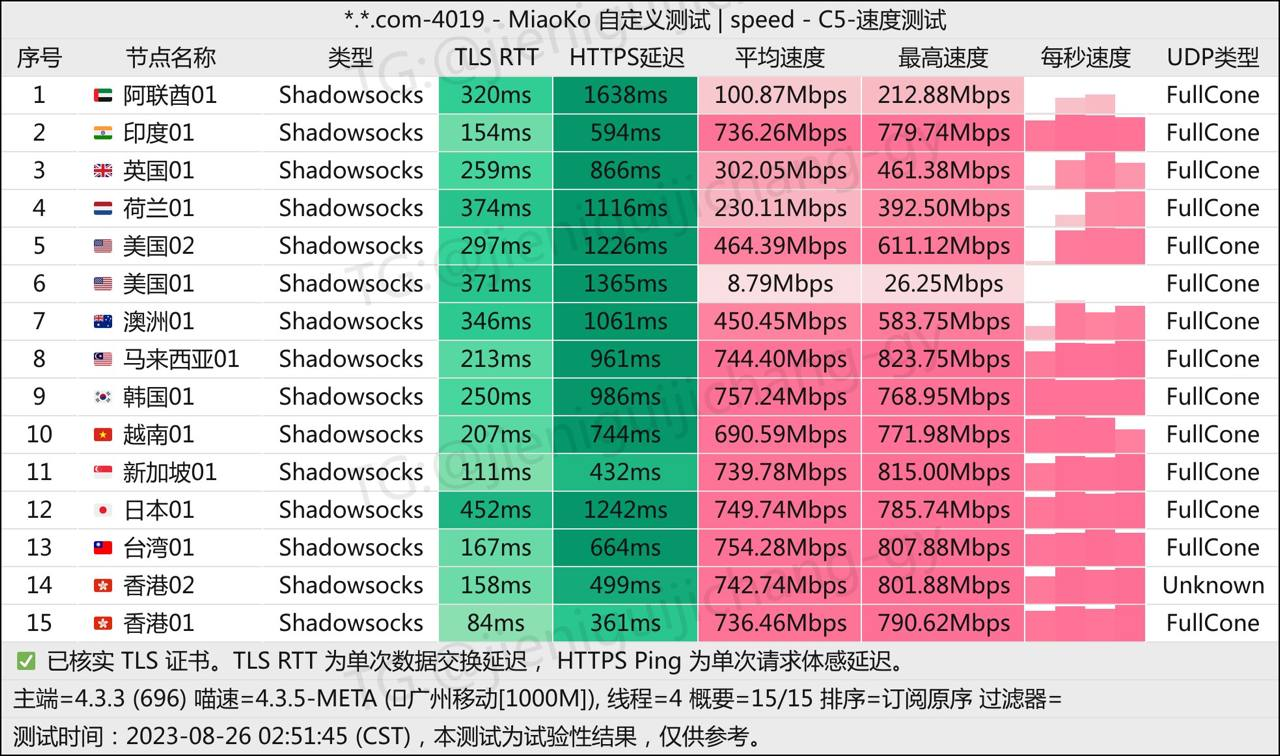 *.*.com-4019 - MiaoKo 自定义测试 | speed - C5-速度测试
序号 节点名称 类型 TLS RTT HTTPS延迟 平均速度 最高速度 每秒速度 UDP类型
1 阿联酋01 Shadowsocks 320ms 1638ms 100.87Mbps 212.88Mbps FullCone
2 印度01 Shadowsocks 154ms 594ms 736.26Mbps 779.74Mbps FullCone
3 英国01 Shadowsocks 259ms 866ms 302.05Mbps 461.38Mbps FullCone
4 荷兰01 Shadowsocks 374ms 1116ms 230.11Mbps 392.50Mbps FullCone
5 美国02 Shadowsocks 297ms 1226ms 464.39Mbps 611.12Mbps FullCone
6 美国01 Shadowsocks 371ms 1365ms 8.79Mbps 26.25Mbps FullCone
7 澳洲01 Shadowsocks 346ms 1061ms 450.45Mbps 583.75Mbps FullCone
8 马来西亚01 Shadowsocks 213ms 961ms 744.40Mbps 823.75Mbps FullCone
9 韩国01 Shadowsocks 250ms 986ms 757.24Mbps 768.95Mbps FullCone
10 越南01 Shadowsocks 207ms 744ms 690.59Mbps 771.98Mbps FullCone
11 新加坡01 Shadowsocks 111ms 432ms 739.78Mbps 815.00Mbps FullCone
12 日本01 Shadowsocks 452ms 1242ms 749.74Mbps 785.74Mbps FullCone
13 台湾01 Shadowsocks 167ms 664ms 754.28Mbps 807.88Mbps FullCone
14 香港02 Shadowsocks 158ms 499ms 742.74Mbps 801.88Mbps Unknown
15 香港01 Shadowsocks 84ms 361ms 736.46Mbps 790.62Mbps FullCone
✅ 已核实 TLS 证书。TLS RTT 为单次数据交换延迟， HTTPS Ping 为单次请求体感延迟。
主端=4.3.3 (696) 喵速=4.3.5-META (▯广州移动[1000M]), 线程=4 概要=15/15 排序=订阅原序 过滤器=
测试时间：2023-08-26 02:51:45 (CST)，本测试为试验性结果，仅供参考。
TG:@jieniguijichang-gy
TG:@jieniguijichang-gy
TG:@jieniguijichang-gy
TG:@jieniguijichang-gy